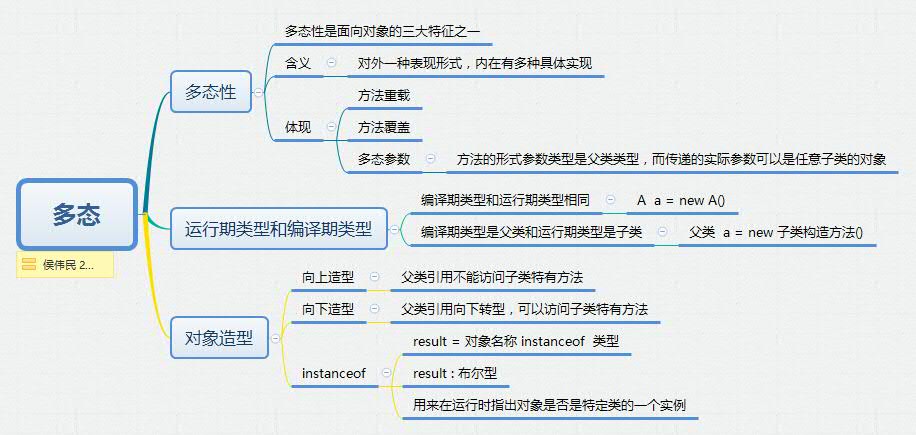 多态
侯伟民 2...
多态性
多态性是面向对象的三大特征之一
含义
对外一种表现形式，内在有多种具体实现
体现
方法重载
方法覆盖
多态参数
方法的形式参数类型是父类类型，而传递的实际参数可以是任意子类的对象
运行期类型和编译期类型
编译期类型和运行期类型相同
A a = new A()
编译期类型是父类和运行期类型是子类
父类 a = new 子类构造方法()
对象造型
向上造型
父类引用不能访问子类特有方法
向下造型
父类引用向下转型，可以访问子类特有方法
instanceof
result = 对象名称 instanceof 类型
result : 布尔型
用来在运行时指出对象是否是特定类的一个实例